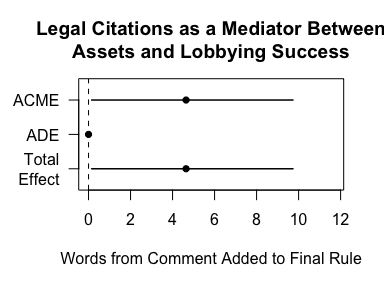 Legal Citations as a Mediator Between
Assets and Lobbying Success
ACME
ADE
Total
Effect
0 2 4 6 8 10 12
Words from Comment Added to Final Rule